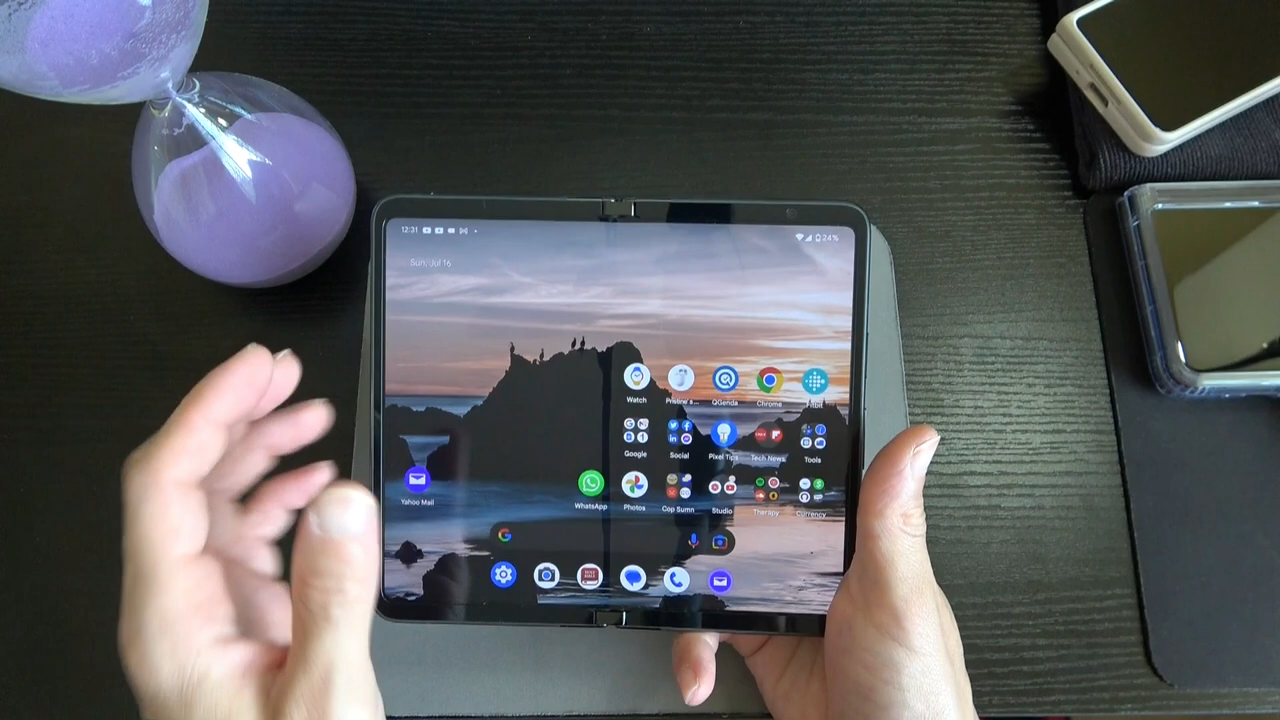 12:31
24%
Sun, Jul 16
Watch
Pristine s...
QGenda
Chrome
Fitbit
Google
Social
Pixel Tips
Tech News
Tools
Yahoo Mail
WhatsApp
Photos
Cop Sumn
Studio
Therapy
Currency